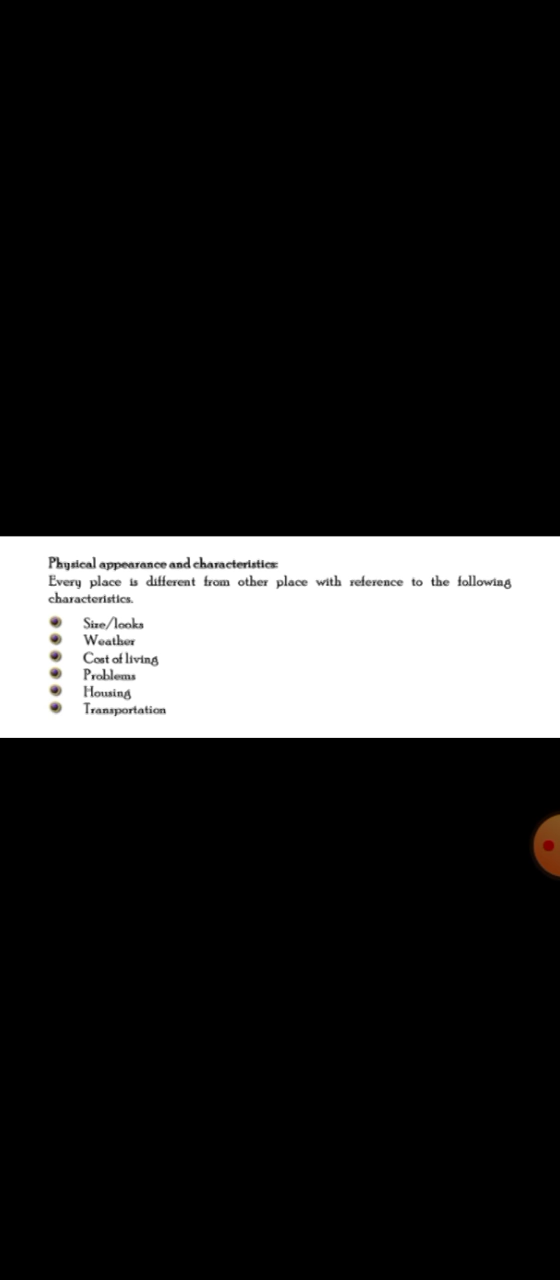 Physical appearance and characteristics:
Every place is different from other place with reference to the following
characteristics.
Size/looks
Weather
Cost of living
Problems
Housing
Transportation